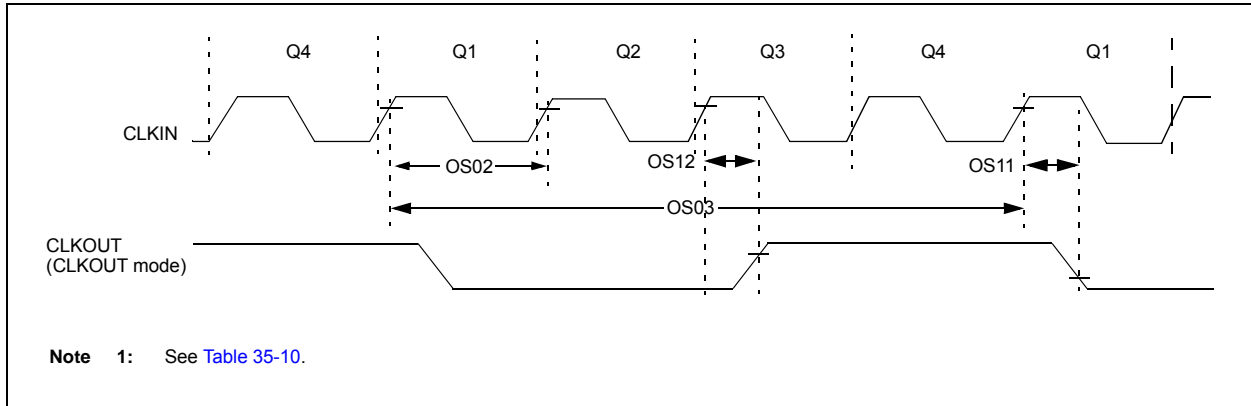 Q4 Q1 Q2 Q3 Q4 Q1
CLKIN
OS02 OS12 OS11
OS03
CLKOUT
(CLKOUT mode)
Note 1: See Table 35-10.